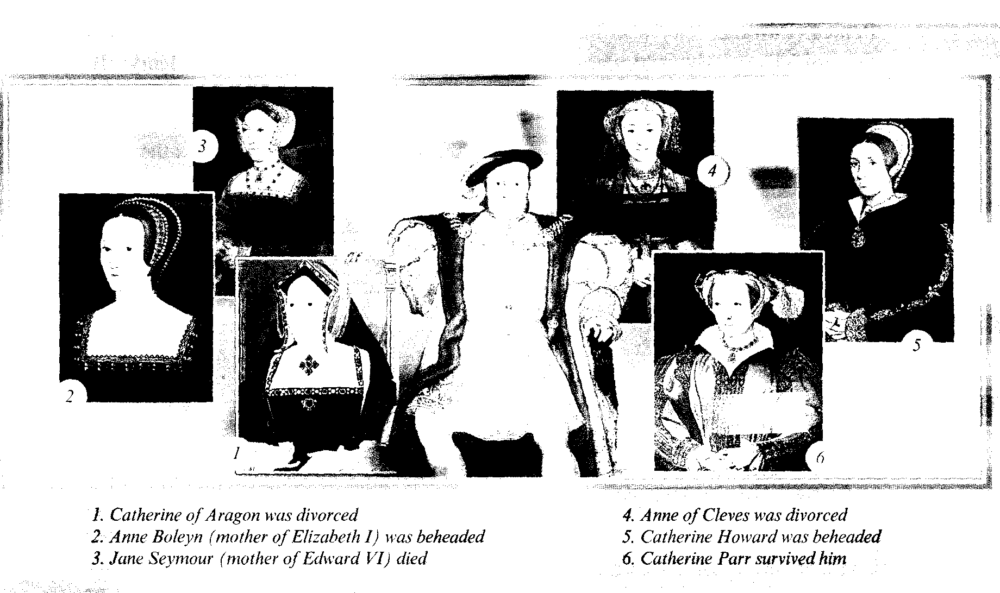 3
4
2
5
1
6
1. Catherine of Aragon was divorced
2. Anne Boleyn (mother of Elizabeth I) was beheaded
3. Jane Seymour (mother of Edward VI) died
4. Anne of Cleves was divorced
5. Catherine Howard was beheaded
6. Catherine Parr survived him